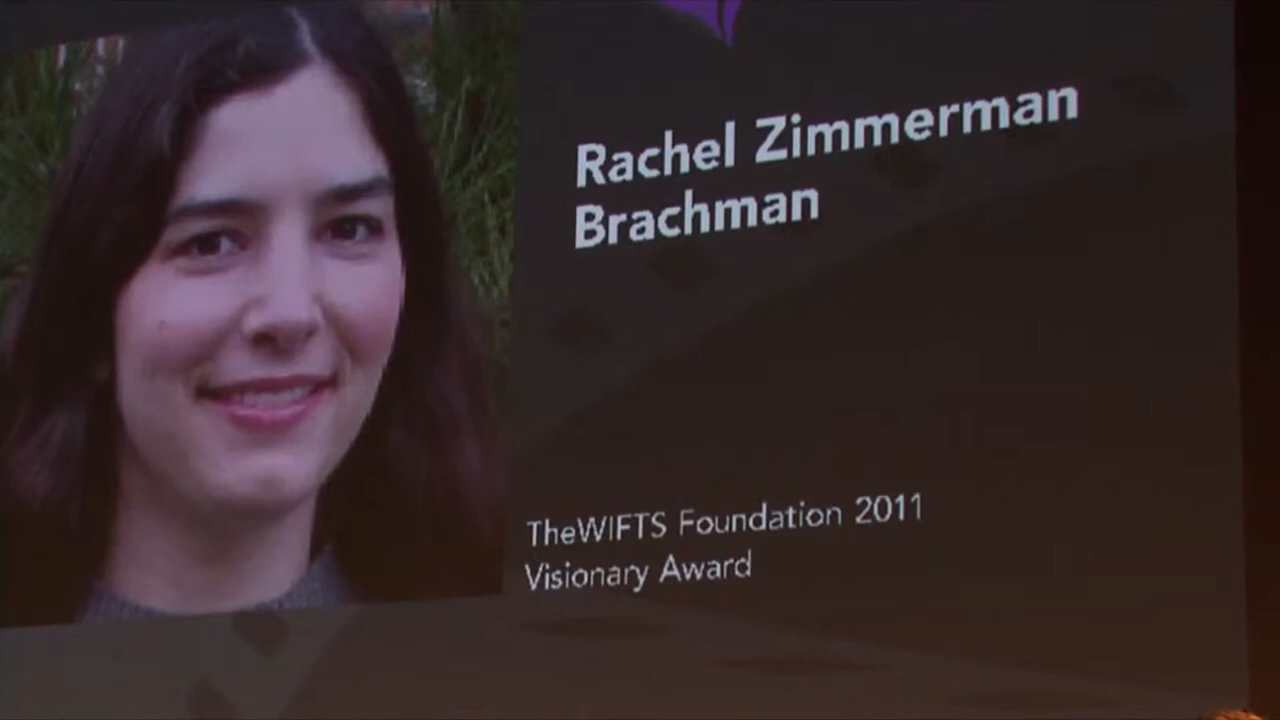 Rachel Zimmerman
Brachman
TheWIFTS Foundation 2011
Visionary Award